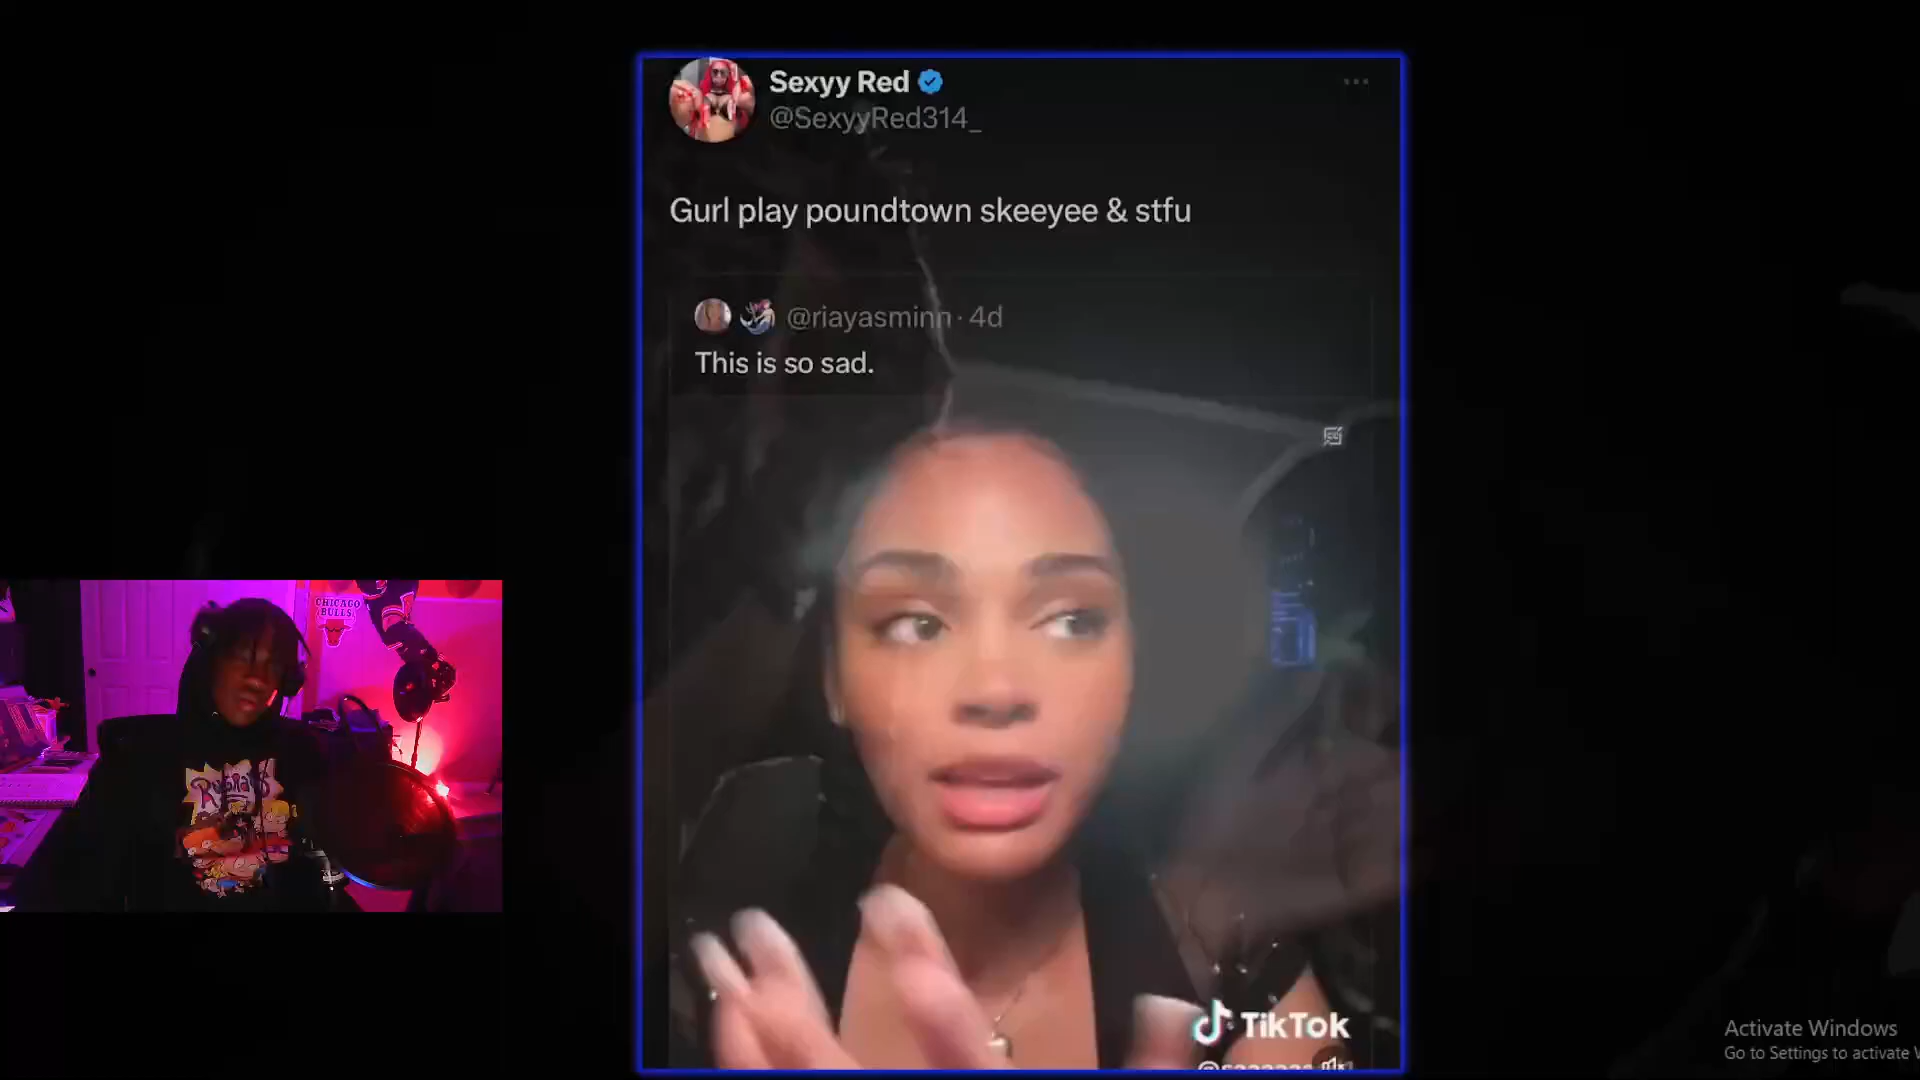 Sexyy Red
@SexyyRed314_
Gurl play poundtown skeeyee & stfu
@riayasminn · 4d
This is so sad.
CHICAGO
BULLS
Rugrats
TikTok
Activate Windows
Go to Settings to activate W